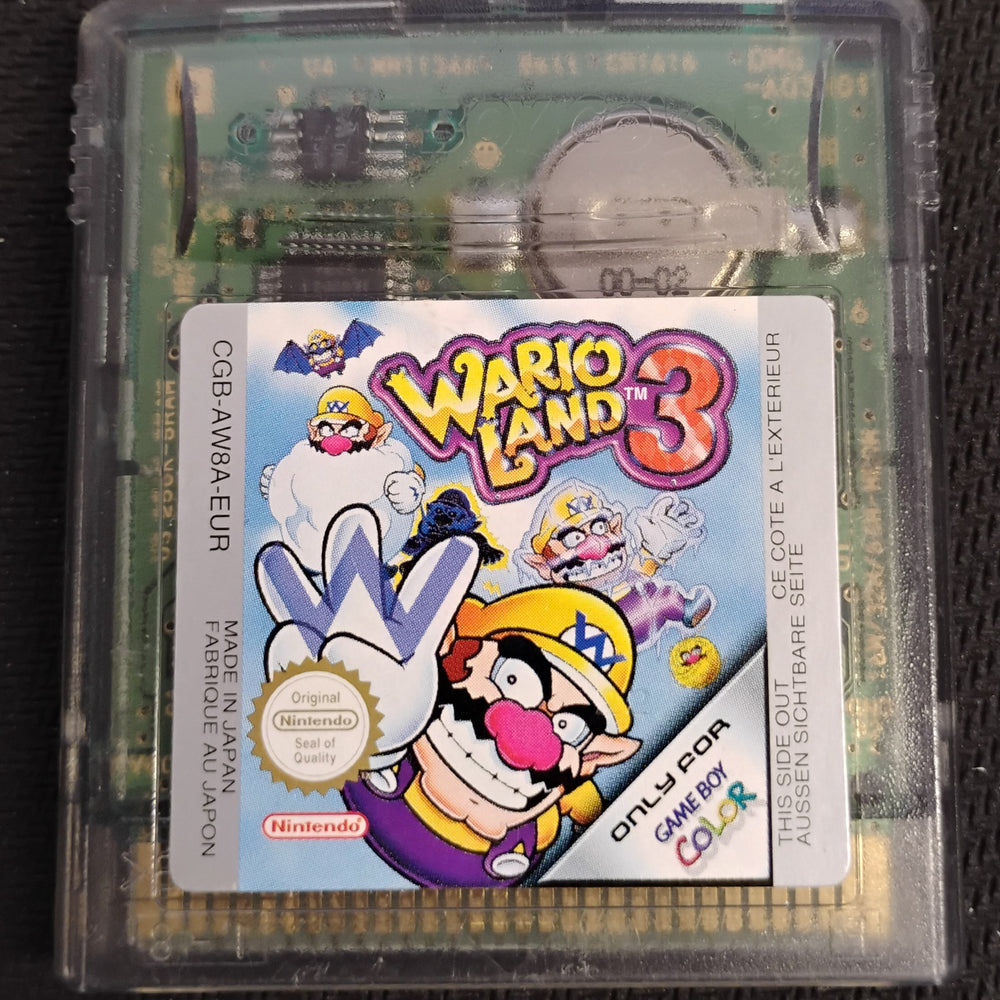 00-02
WARIO
LAND™ 3
CGB-AW8A-EUR
MADE IN JAPAN
FABRIQUE AU JAPON
W
Original
Nintendo
Seal of
Quality
Nintendo®
ONLY FOR
GAME BOY
COLOR
CE COTE A L'EXTERIEUR
THIS SIDE OUT
AUSSEN SICHTBARE SEITE